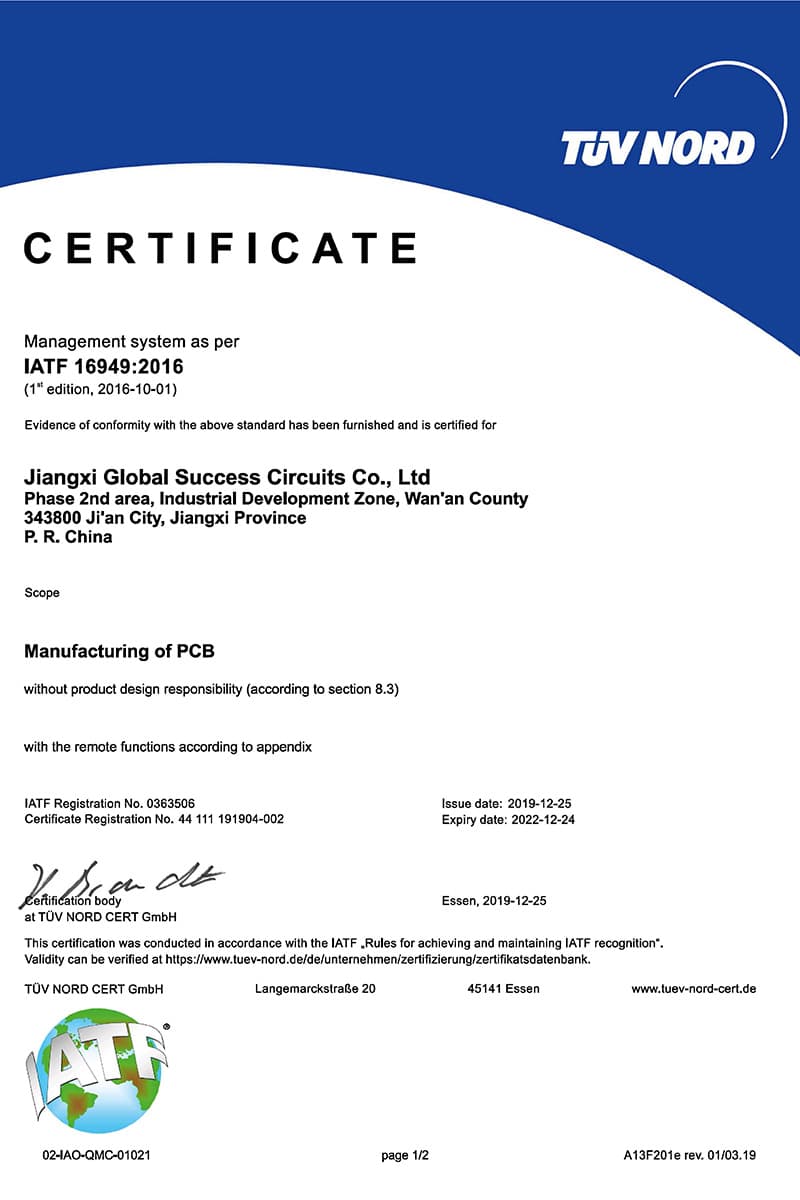 TÜV NORD
CERTIFICATE
Management system as per
IATF 16949:2016
(1st edition, 2016-10-01)
Evidence of conformity with the above standard has been furnished and is certified for
Jiangxi Global Success Circuits Co., Ltd
Phase 2nd area, Industrial Development Zone, Wan'an County
343800 Ji'an City, Jiangxi Province
P. R. China
Scope
Manufacturing of PCB
without product design responsibility (according to section 8.3)
with the remote functions according to appendix
IATF Registration No. 0363506
Certificate Registration No. 44 111 191904-002
Issue date: 2019-12-25
Expiry date: 2022-12-24
Certification body
at TÜV NORD CERT GmbH
Essen, 2019-12-25
This certification was conducted in accordance with the IATF „Rules for achieving and maintaining IATF recognition“.
Validity can be verified at https://www.tuev-nord.de/de/unternehmen/zertifizierung/zertifikatsdatenbank.
TÜV NORD CERT GmbH Langemarckstraße 20 45141 Essen www.tuev-nord-cert.de
IATF®
02-IAO-QMC-01021 page 1/2 A13F201e rev. 01/03.19